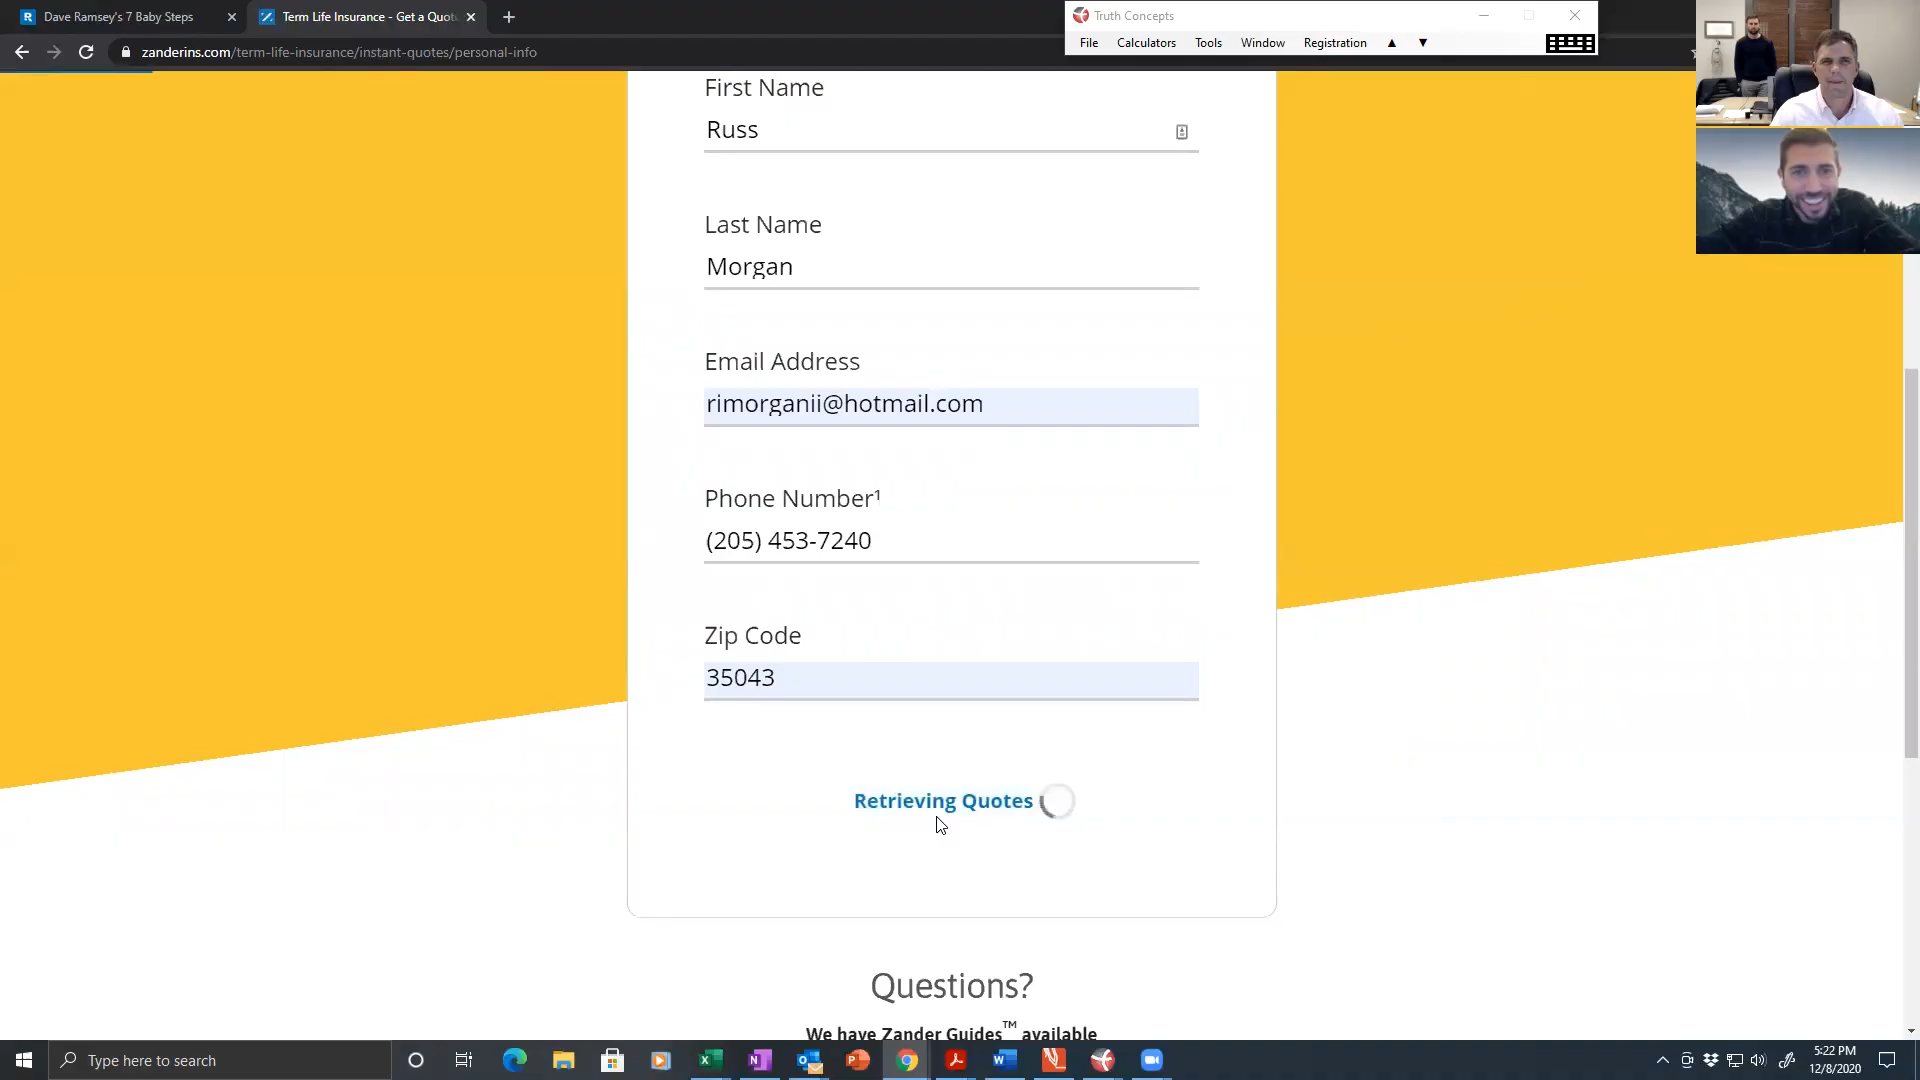 Dave Ramsey's 7 Baby Steps
Term Life Insurance - Get a Quot
Truth Concepts
zanderins.com/term-life-insurance/instant-quotes/personal-info
File Calculators Tools Window Registration
First Name
Russ
Last Name
Morgan
Email Address
rimorganii@hotmail.com
Phone Number¹
(205) 453-7240
Zip Code
35043
Retrieving Quotes
Questions?
We have Zander Guides™ available
Type here to search
5:22 PM
12/8/2020